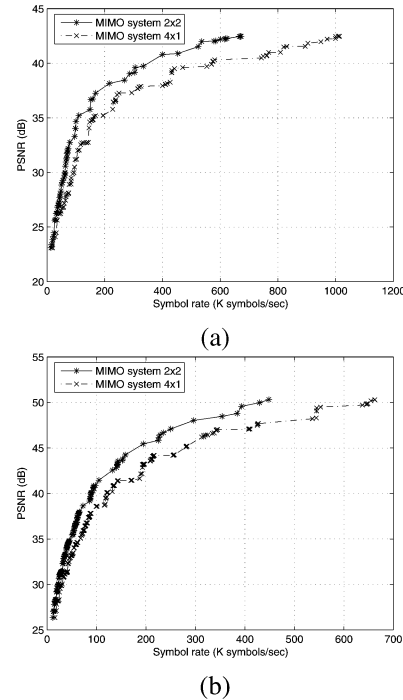 45
40
35
30
25
20
PSNR (dB)
MIMO system 2x2
MIMO system 4x1
0 200 400 600 800 1000 1200
Symbol rate (K symbols/sec)
(a)
55
50
45
40
35
30
25
PSNR (dB)
MIMO system 2x2
MIMO system 4x1
0 100 200 300 400 500 600 700
Symbol rate (K symbols/sec)
(b)